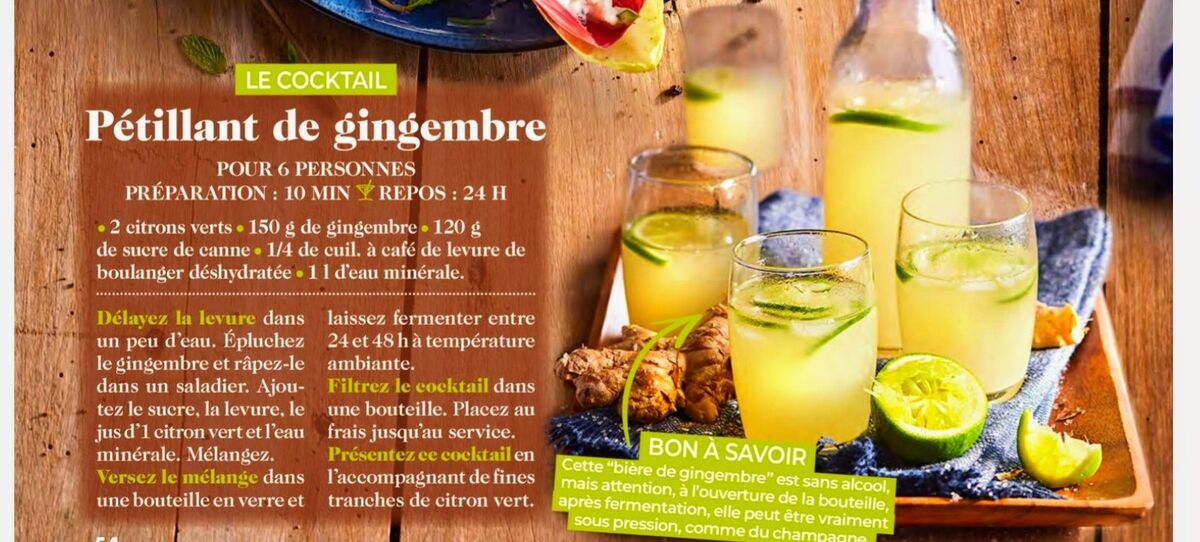 LE COCKTAIL
Pétillant de gingembre
POUR 6 PERSONNES
PRÉPARATION : 10 MIN REPOS : 24 H
• 2 citrons verts • 150 g de gingembre • 120 g
de sucre de canne • 1/4 de cuil. à café de levure de
boulanger déshydratée • 1 l d'eau minérale.
Délayez la levure dans
un peu d'eau. Épluchez
le gingembre et râpez-le
dans un saladier. Ajou-
tez le sucre, la levure, le
jus d'1 citron vert et l'eau
minérale. Mélangez.
Versez le mélange dans
une bouteille en verre et
laissez fermenter entre
24 et 48 h à température
ambiante.
Filtrez le cocktail dans
une bouteille. Placez au
frais jusqu'au service.
Présentez ce cocktail en
l'accompagnant de fines
tranches de citron vert.
BON À SAVOIR
Cette "bière de gingembre" est sans alcool,
mais attention, à l'ouverture de la bouteille,
après fermentation, elle peut être vraiment
sous pression, comme du champagne.